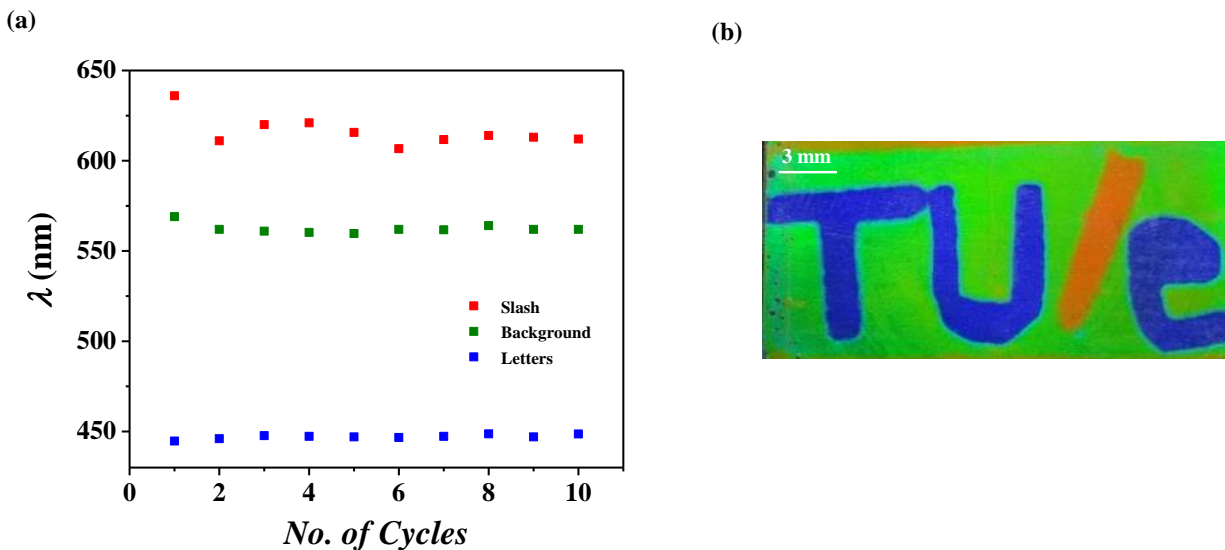 (a)
(b)
650
600
550
500
450
λ (nm)
Slash
Background
Letters
0 2 4 6 8 10
No. of Cycles
3 mm
TU/e